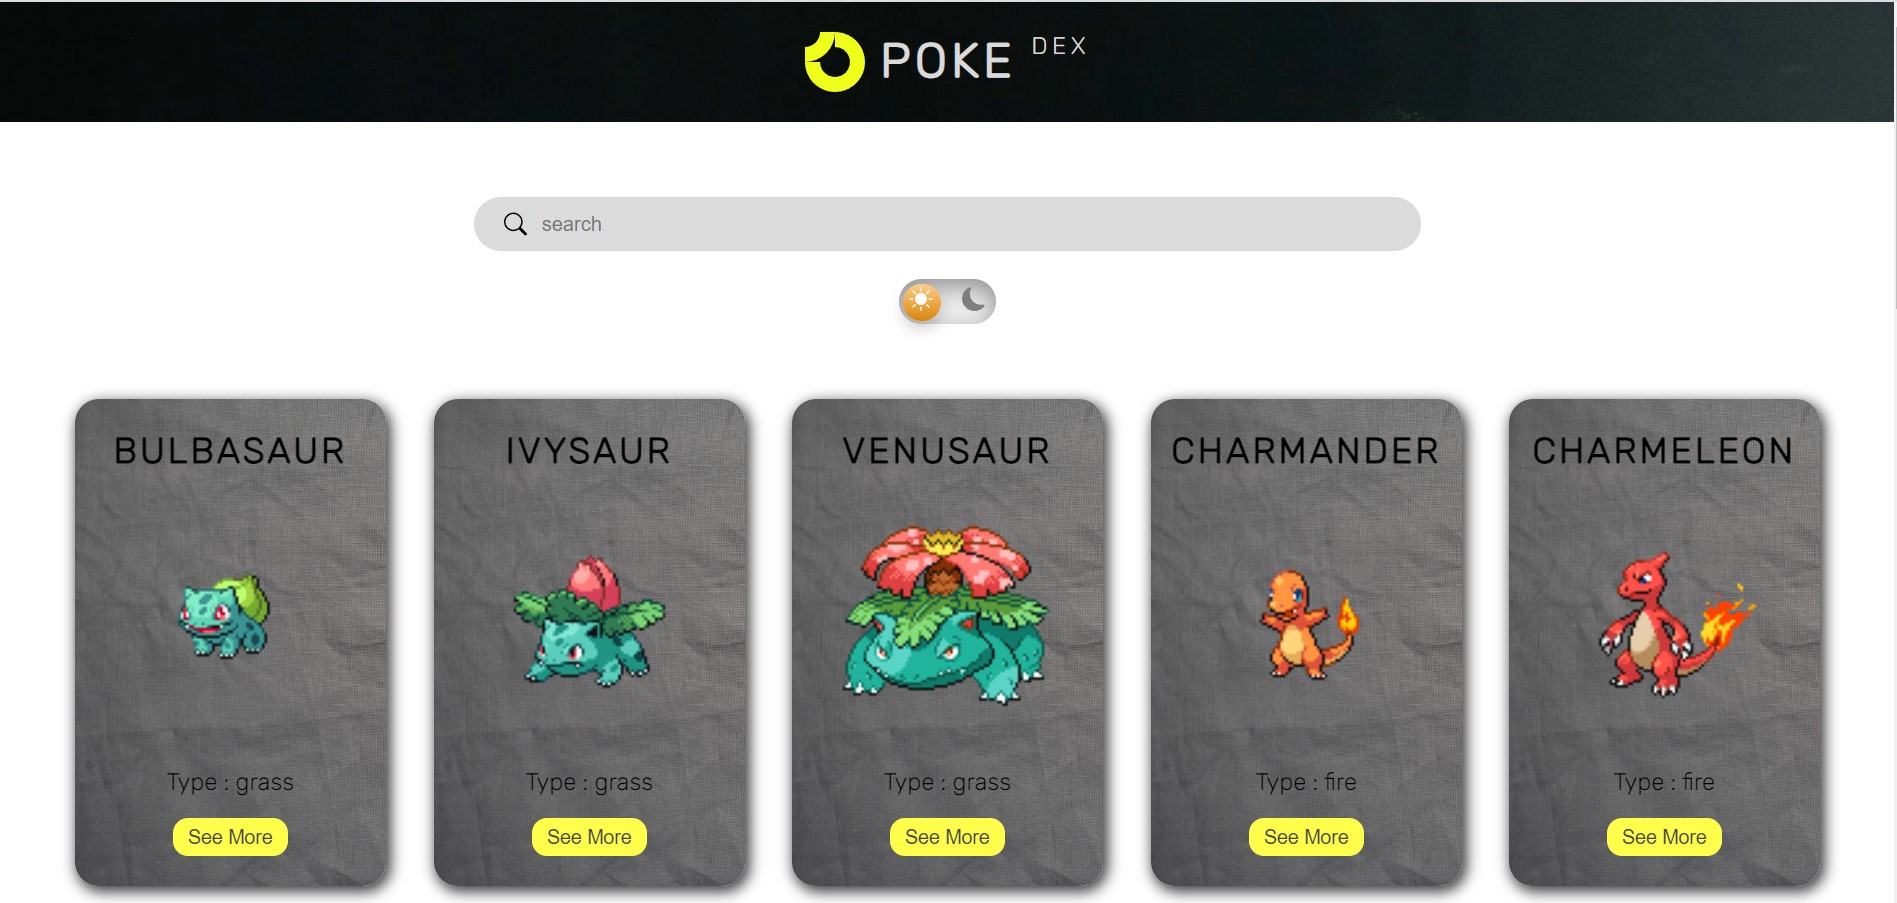 POKE DEX
search
BULBASAUR
IVYSAUR
VENUSAUR
CHARMANDER
CHARMELEON
Type : grass
Type : grass
Type : grass
Type : fire
Type : fire
See More
See More
See More
See More
See More